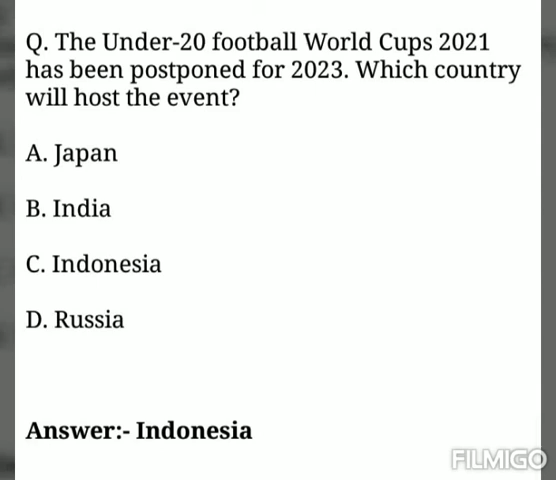 Q. The Under-20 football World Cups 2021
has been postponed for 2023. Which country
will host the event?
A. Japan
B. India
C. Indonesia
D. Russia
Answer:- Indonesia
FILMIGO